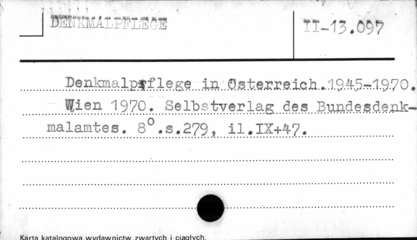 DENKMALPFLEGE
II-13.097
Denkmalpflege in Österreich.1945-1970.
Wien 1970. Selbstverlag des Bundesdenk-
malamtes. 8°.s.279, il.IX+47.
Karta katalogowa wydawnictw zwartych i ciągłych.